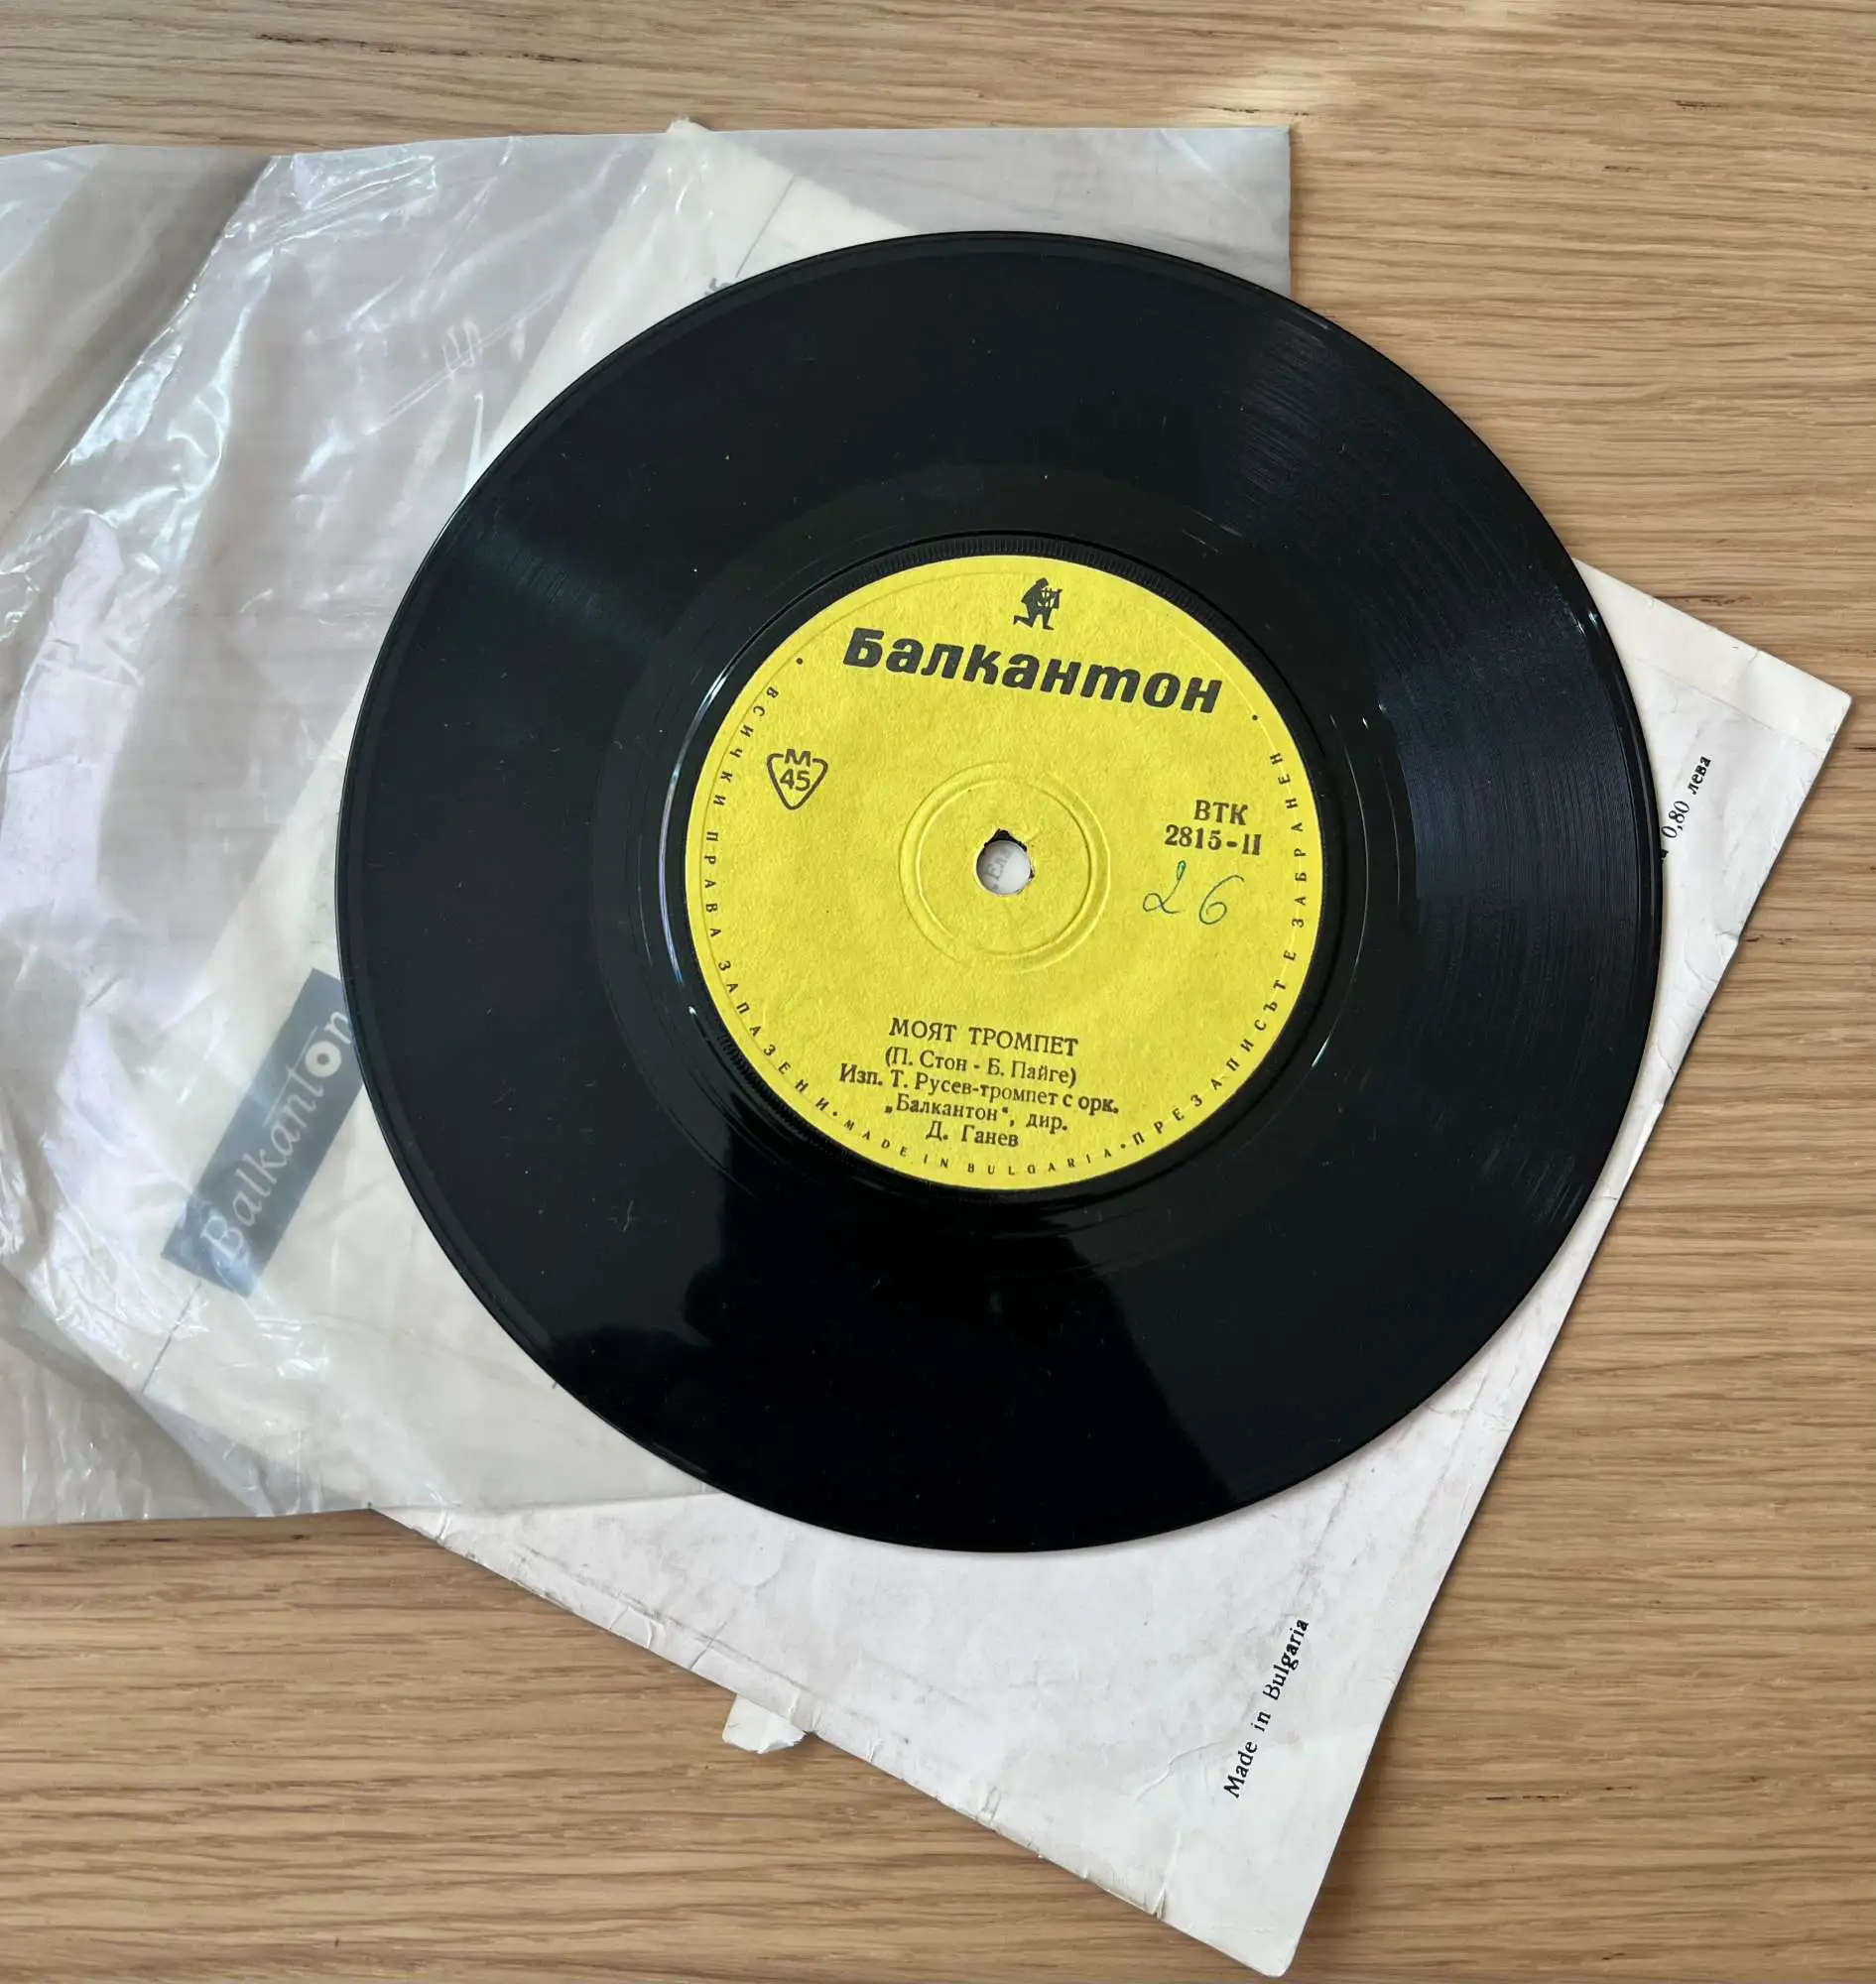 Балкантон
М
45
ВТК
2815-II
26
МОЯТ ТРОМПЕТ
(П. Стон - Б. Пайге)
Изп. Т. Русев-тромпет с орк.
„Балкантон“, дир.
Д. Ганев
ВСИЧКИ ПРАВА ЗАПАЗЕНИ • MADE IN BULGARIA • ПРЕЗАПИСЪТ Е ЗАБРАНЕН
Balkanton
0,80 лева
Made in Bulgaria